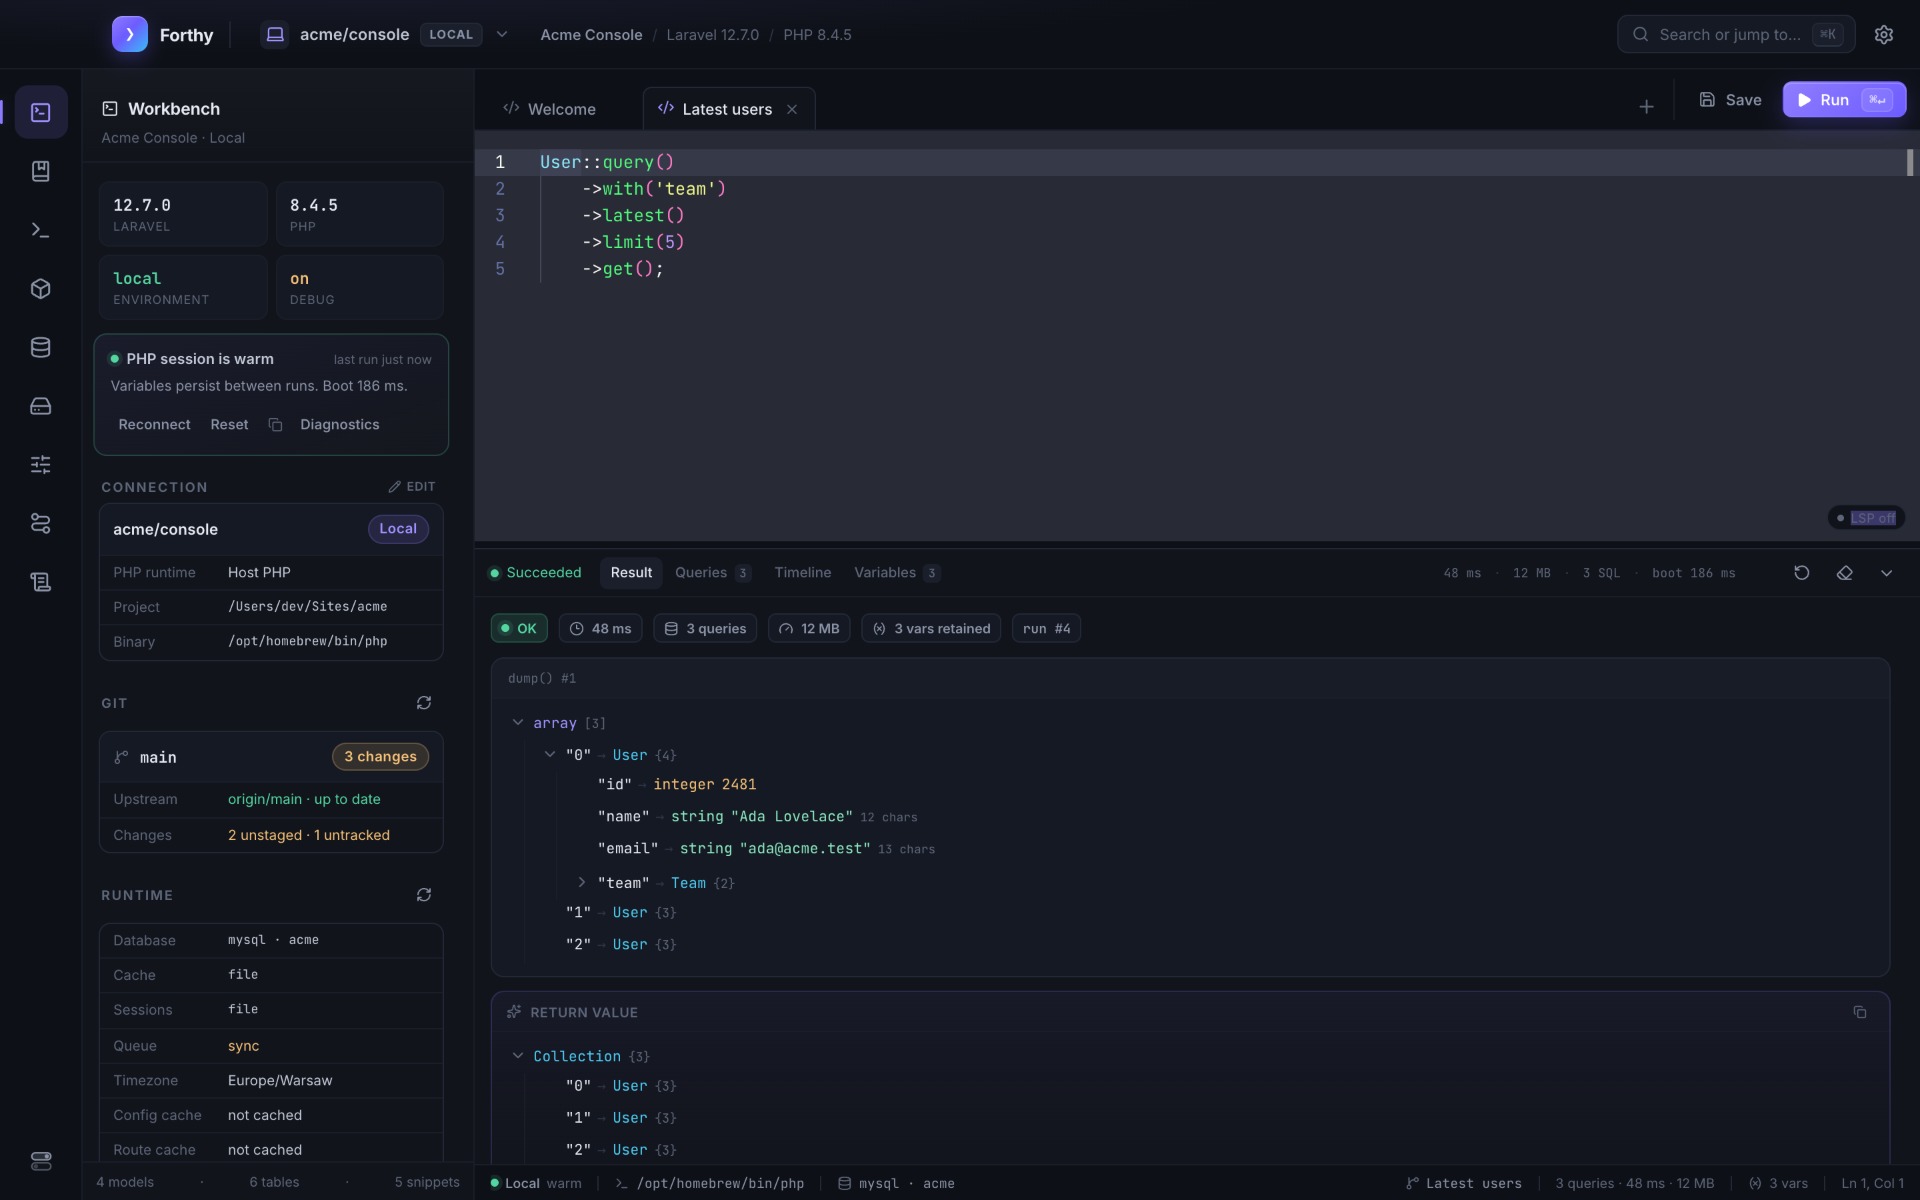 Forthy
acme/console LOCAL
Acme Console / Laravel 12.7.0 / PHP 8.4.5
Search or jump to... ⌘K
Workbench
Acme Console · Local
12.7.0
LARAVEL
8.4.5
PHP
local
ENVIRONMENT
on
DEBUG
PHP session is warm last run just now
Variables persist between runs. Boot 186 ms.
Reconnect Reset Diagnostics
CONNECTION EDIT
acme/console Local
PHP runtime Host PHP
Project /Users/dev/Sites/acme
Binary /opt/homebrew/bin/php
GIT
main 3 changes
Upstream origin/main · up to date
Changes 2 unstaged · 1 untracked
RUNTIME
Database mysql · acme
Cache file
Sessions file
Queue sync
Timezone Europe/Warsaw
Config cache not cached
Route cache not cached
4 models · 6 tables · 5 snippets
Welcome Latest users
Save Run ⌘↵
1 User::query()
2 ->with('team')
3 ->latest()
4 ->limit(5)
5 ->get();
LSP off
Succeeded Result Queries 3 Timeline Variables 3
48 ms · 12 MB · 3 SQL · boot 186 ms
OK 48 ms 3 queries 12 MB 3 vars retained run #4
dump() #1
array [3]
"0" → User {4}
"id" → integer 2481
"name" → string "Ada Lovelace" 12 chars
"email" → string "ada@acme.test" 13 chars
"team" → Team {2}
"1" → User {3}
"2" → User {3}
RETURN VALUE
Collection {3}
"0" → User {3}
"1" → User {3}
"2" → User {3}
Local warm /opt/homebrew/bin/php mysql · acme
Latest users 3 queries · 48 ms · 12 MB 3 vars Ln 1, Col 1